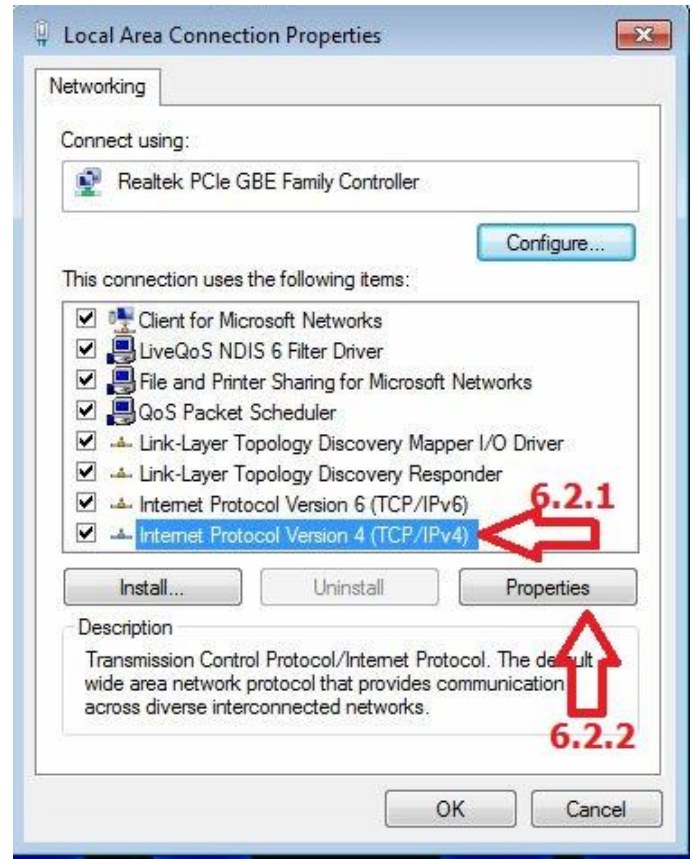 Local Area Connection Properties
Networking
Connect using:
Realtek PCIe GBE Family Controller
Configure...
This connection uses the following items:
Client for Microsoft Networks
LiveQoS NDIS 6 Filter Driver
File and Printer Sharing for Microsoft Networks
QoS Packet Scheduler
Link-Layer Topology Discovery Mapper I/O Driver
Link-Layer Topology Discovery Responder
Internet Protocol Version 6 (TCP/IPv6)
6.2.1
Internet Protocol Version 4 (TCP/IPv4)
Install...
Uninstall
Properties
Description
Transmission Control Protocol/Internet Protocol. The default
wide area network protocol that provides communication
across diverse interconnected networks.
6.2.2
OK
Cancel